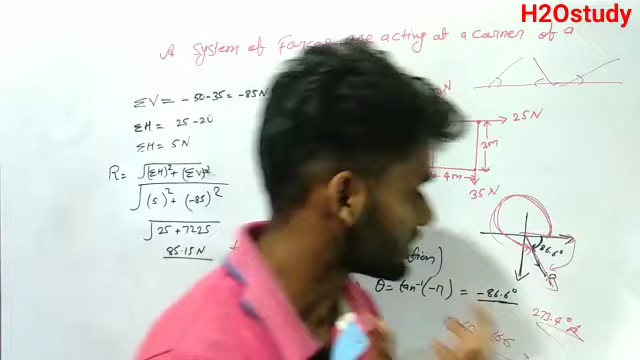 H2Ostudy
A system of forces are acting at a corner of a
ΣV = -50-35 = -85N
ΣH = 25-20
ΣH = 5N
R = √(ΣH)²+(ΣV)²
√(5)²+(-85)²
√25+7225
85.15N
25N
3m
4m
35N
86.6°
R
θ = tan⁻¹(-17) = -86.6°
273.4°